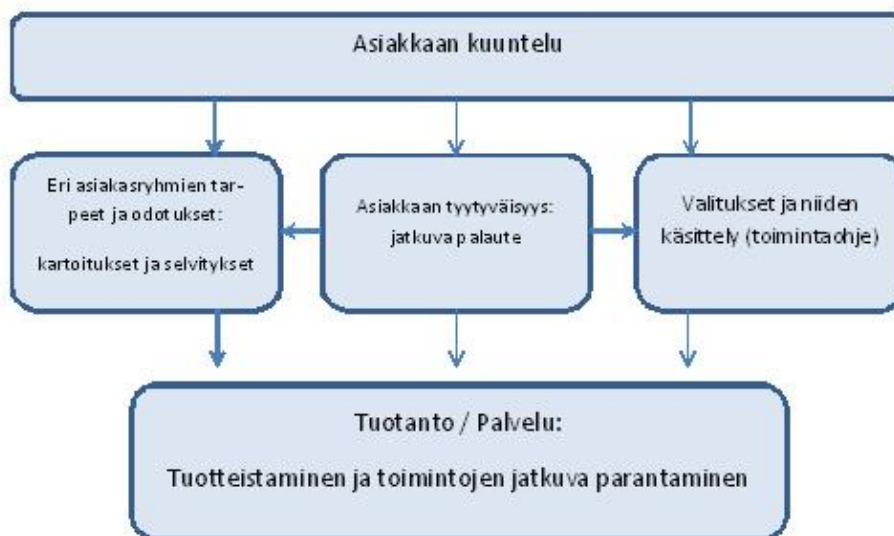 Asiakkaan kuuntelu
Eri asiakasryhmien tar-
peet ja odotukset:
kartoitukset ja selvitykset
Asiakkaan tyytyväisyys:
jatkuva palaute
Valitukset ja niiden
käsittely (toimintaohje)
Tuotanto / Palvelu:
Tuotteistaminen ja toimintojen jatkuva parantaminen